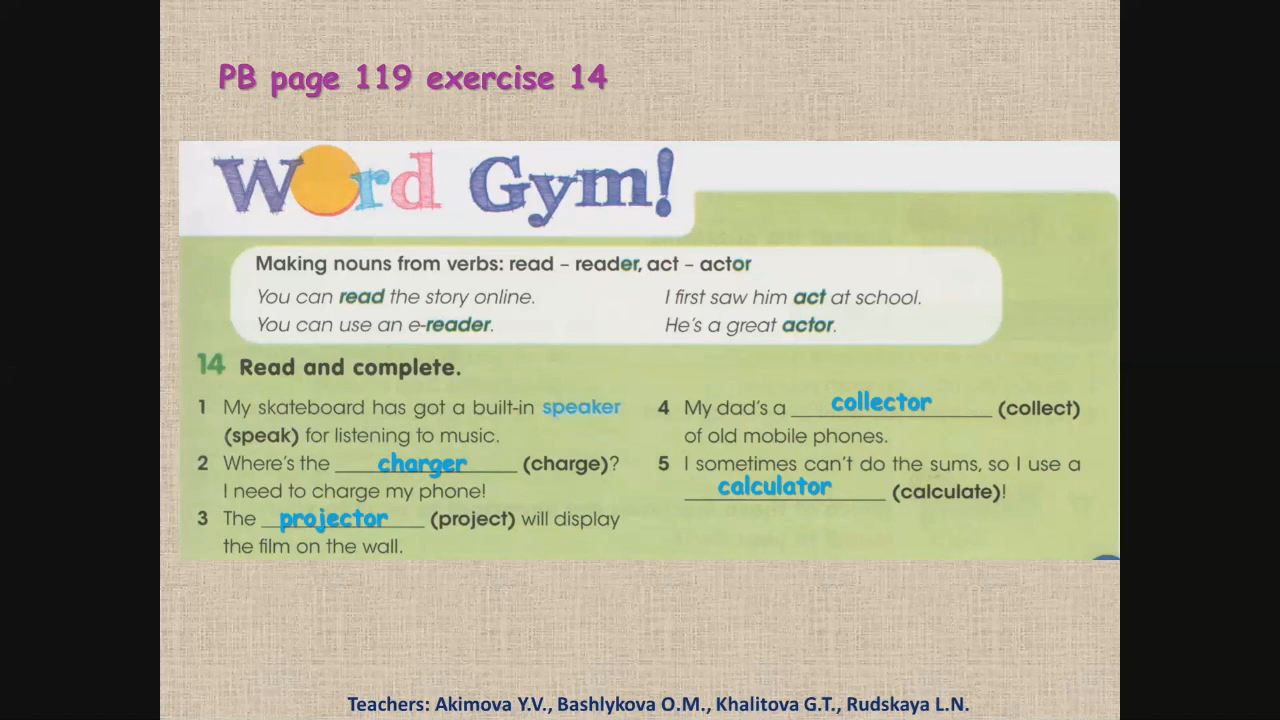 PB page 119 exercise 14
Word Gym!
Making nouns from verbs: read – reader, act – actor
You can read the story online.
You can use an e-reader.
I first saw him act at school.
He's a great actor.
14 Read and complete.
1 My skateboard has got a built-in speaker
(speak) for listening to music.
2 Where's the charger (charge)?
I need to charge my phone!
3 The projector (project) will display
the film on the wall.
4 My dad's a collector (collect)
of old mobile phones.
5 I sometimes can't do the sums, so I use a
calculator (calculate)!
Teachers: Akimova Y.V., Bashlykova O.M., Khalitova G.T., Rudskaya L.N.